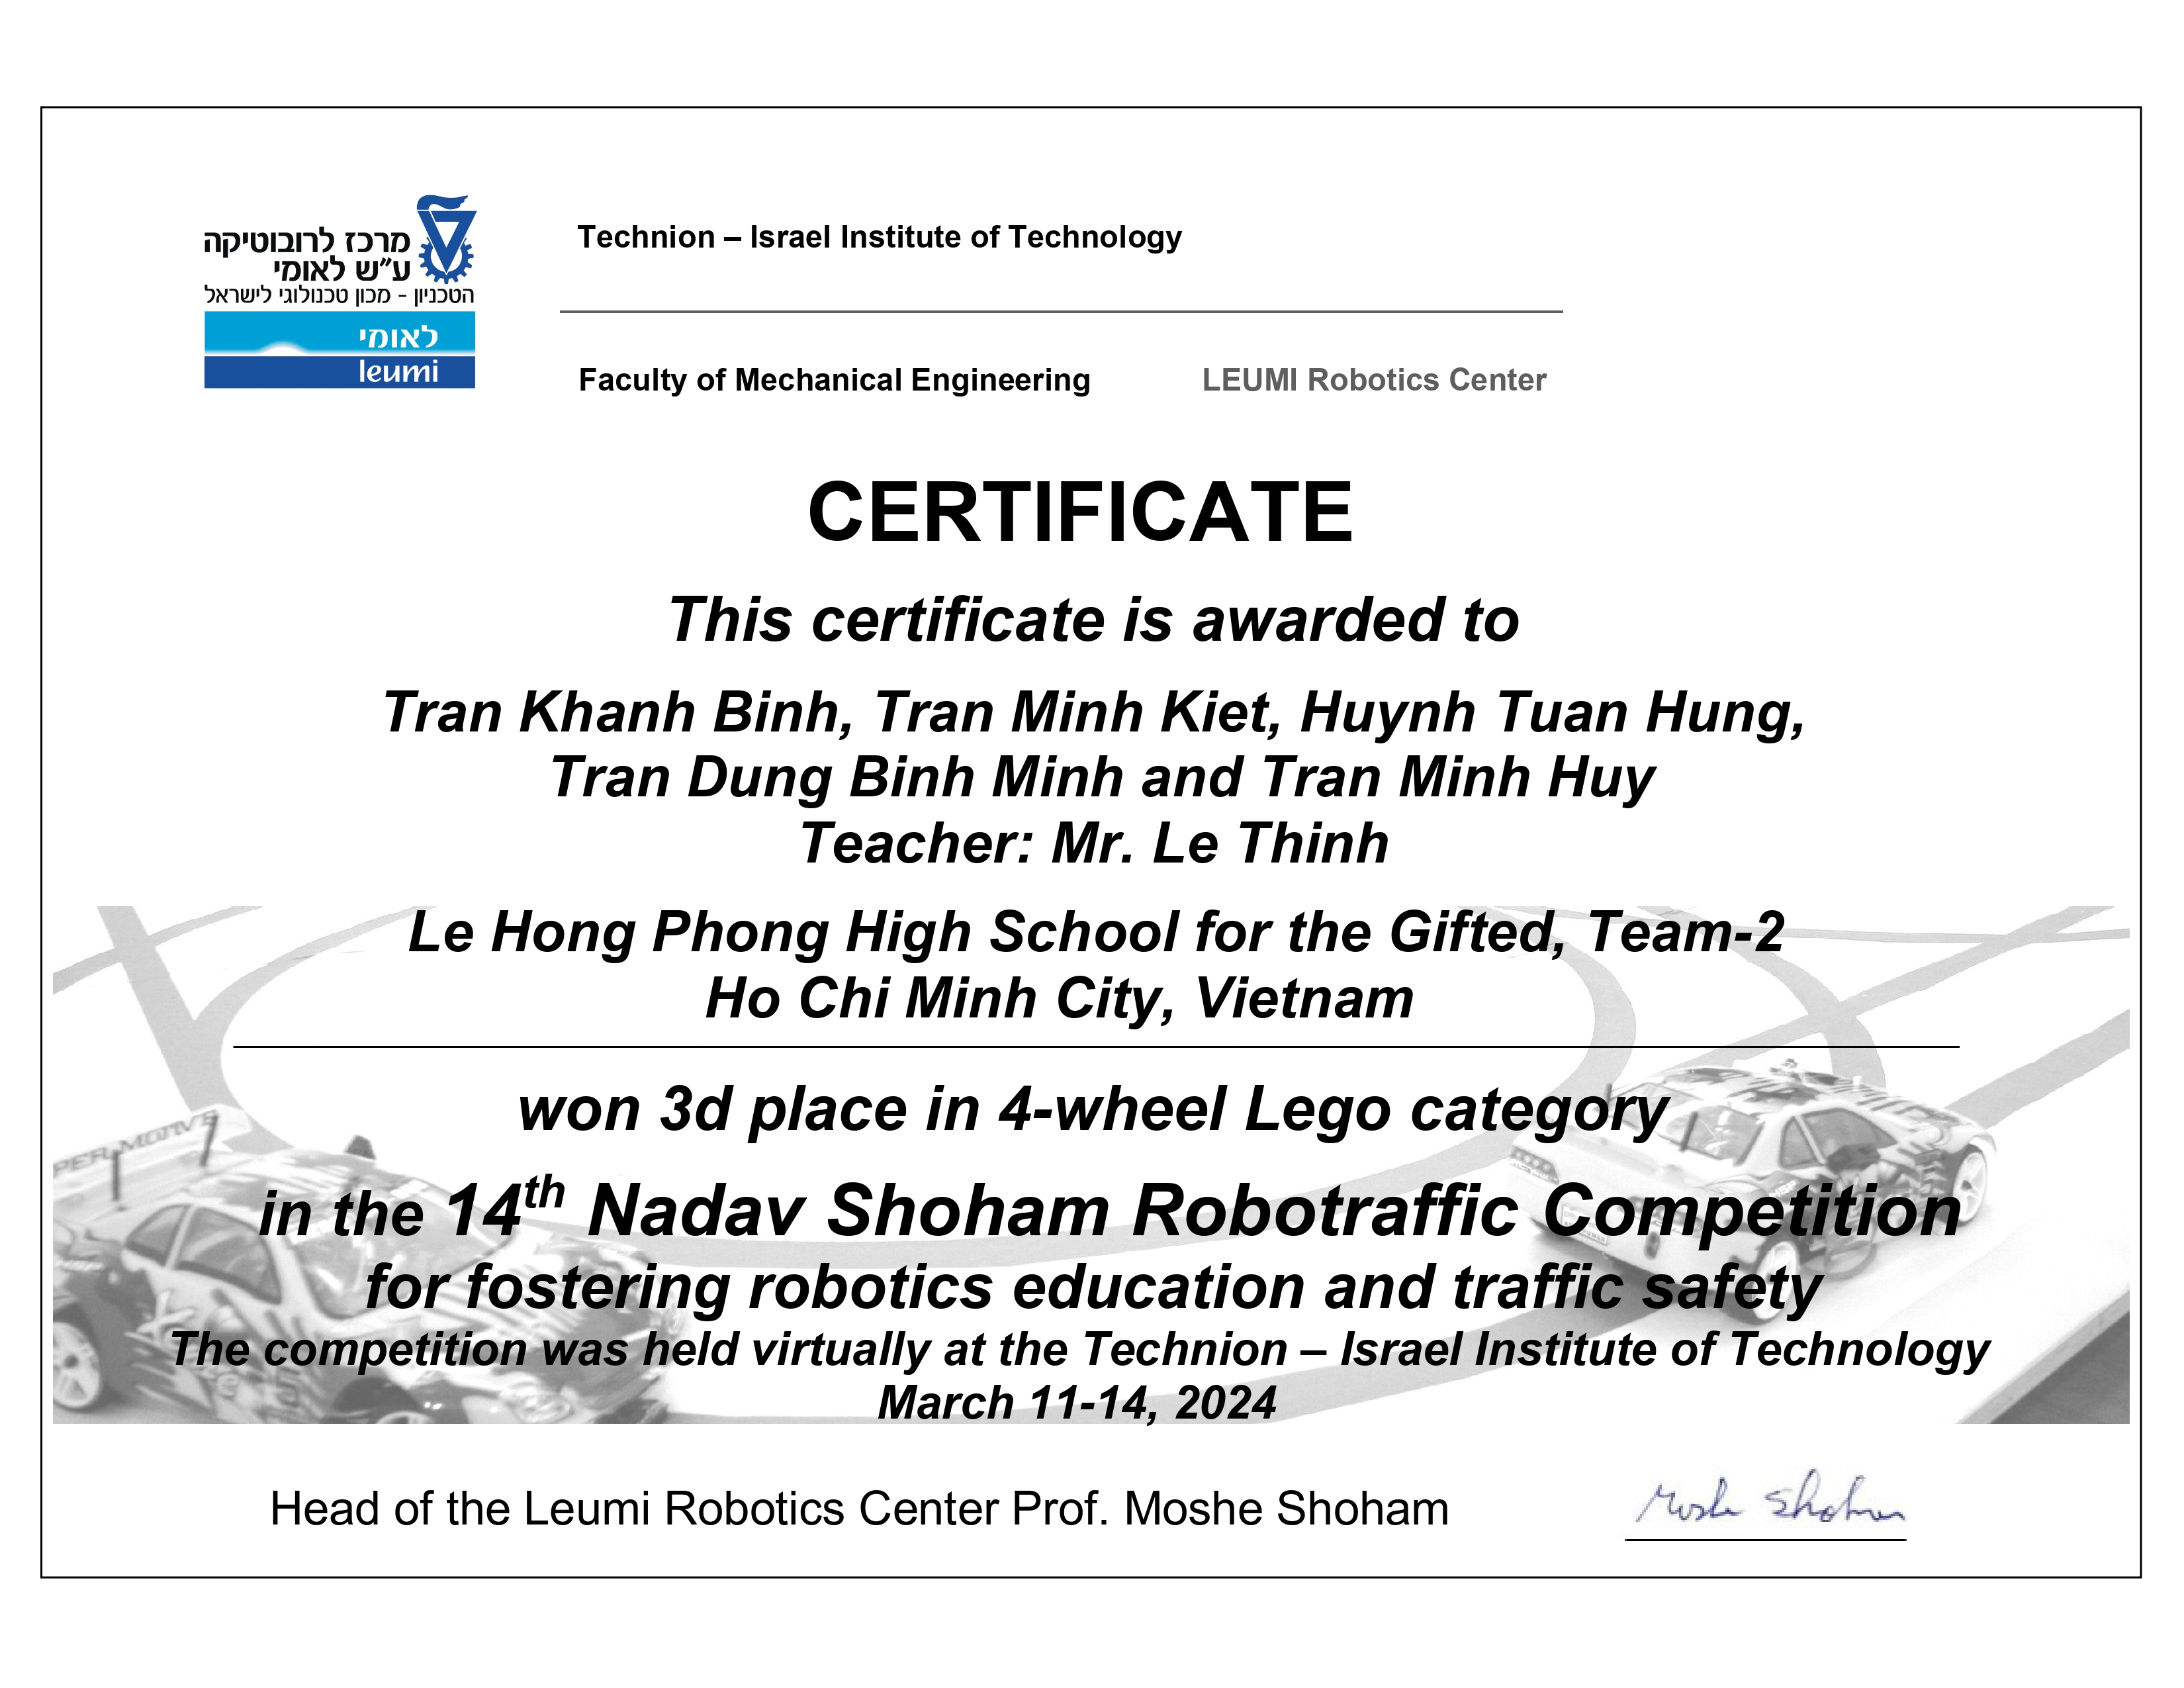 מרכז לרובוטיקה
ע״ש לאומי
הטכניון - מכון טכנולוגי לישראל
לאומי
leumi
Technion – Israel Institute of Technology
Faculty of Mechanical Engineering LEUMI Robotics Center
CERTIFICATE
This certificate is awarded to
Tran Khanh Binh, Tran Minh Kiet, Huynh Tuan Hung,
Tran Dung Binh Minh and Tran Minh Huy
Teacher: Mr. Le Thinh
Le Hong Phong High School for the Gifted, Team-2
Ho Chi Minh City, Vietnam
won 3d place in 4-wheel Lego category
in the 14th Nadav Shoham Robotraffic Competition
for fostering robotics education and traffic safety
The competition was held virtually at the Technion – Israel Institute of Technology
March 11-14, 2024
Head of the Leumi Robotics Center Prof. Moshe Shoham
Moshe Shoham